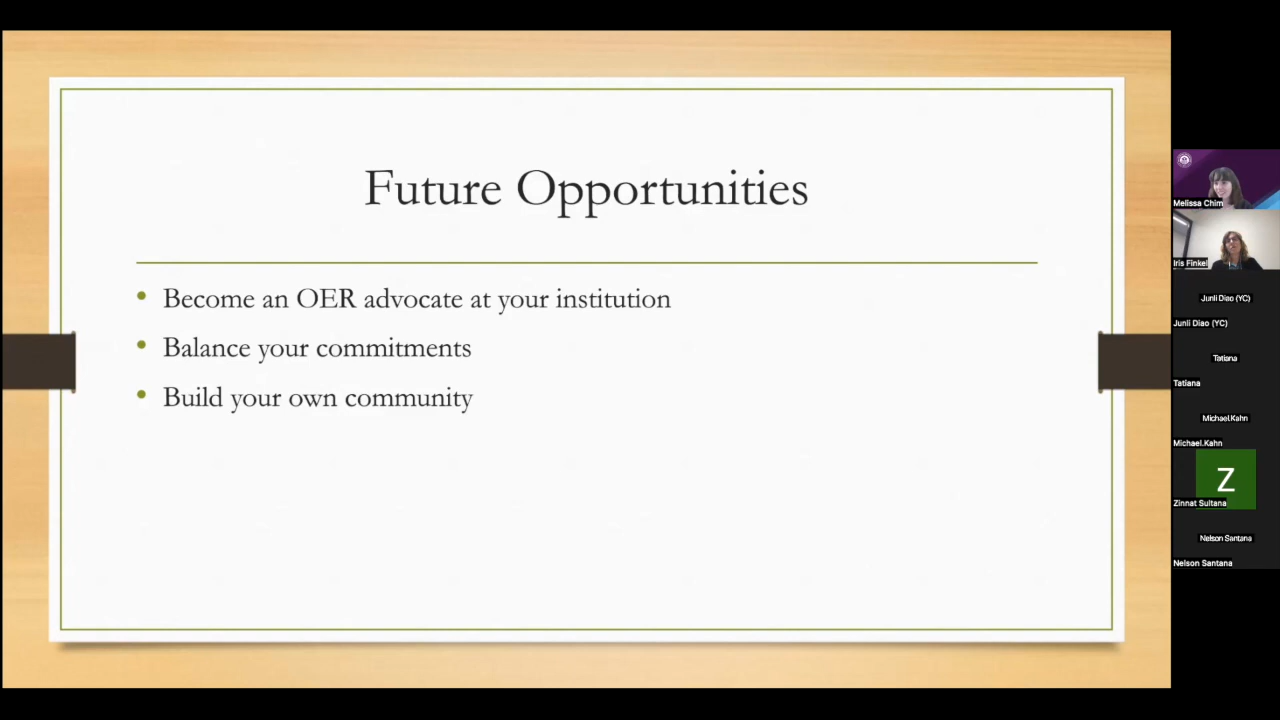 Future Opportunities
Become an OER advocate at your institution
Balance your commitments
Build your own community
Melissa Chim
Iris Finkel
Junli Diao (YC)
Junli Diao (YC)
Tatiana
Tatiana
Michael.Kahn
Michael.Kahn
Z
Zinnat Sultana
Nelson Santana
Nelson Santana